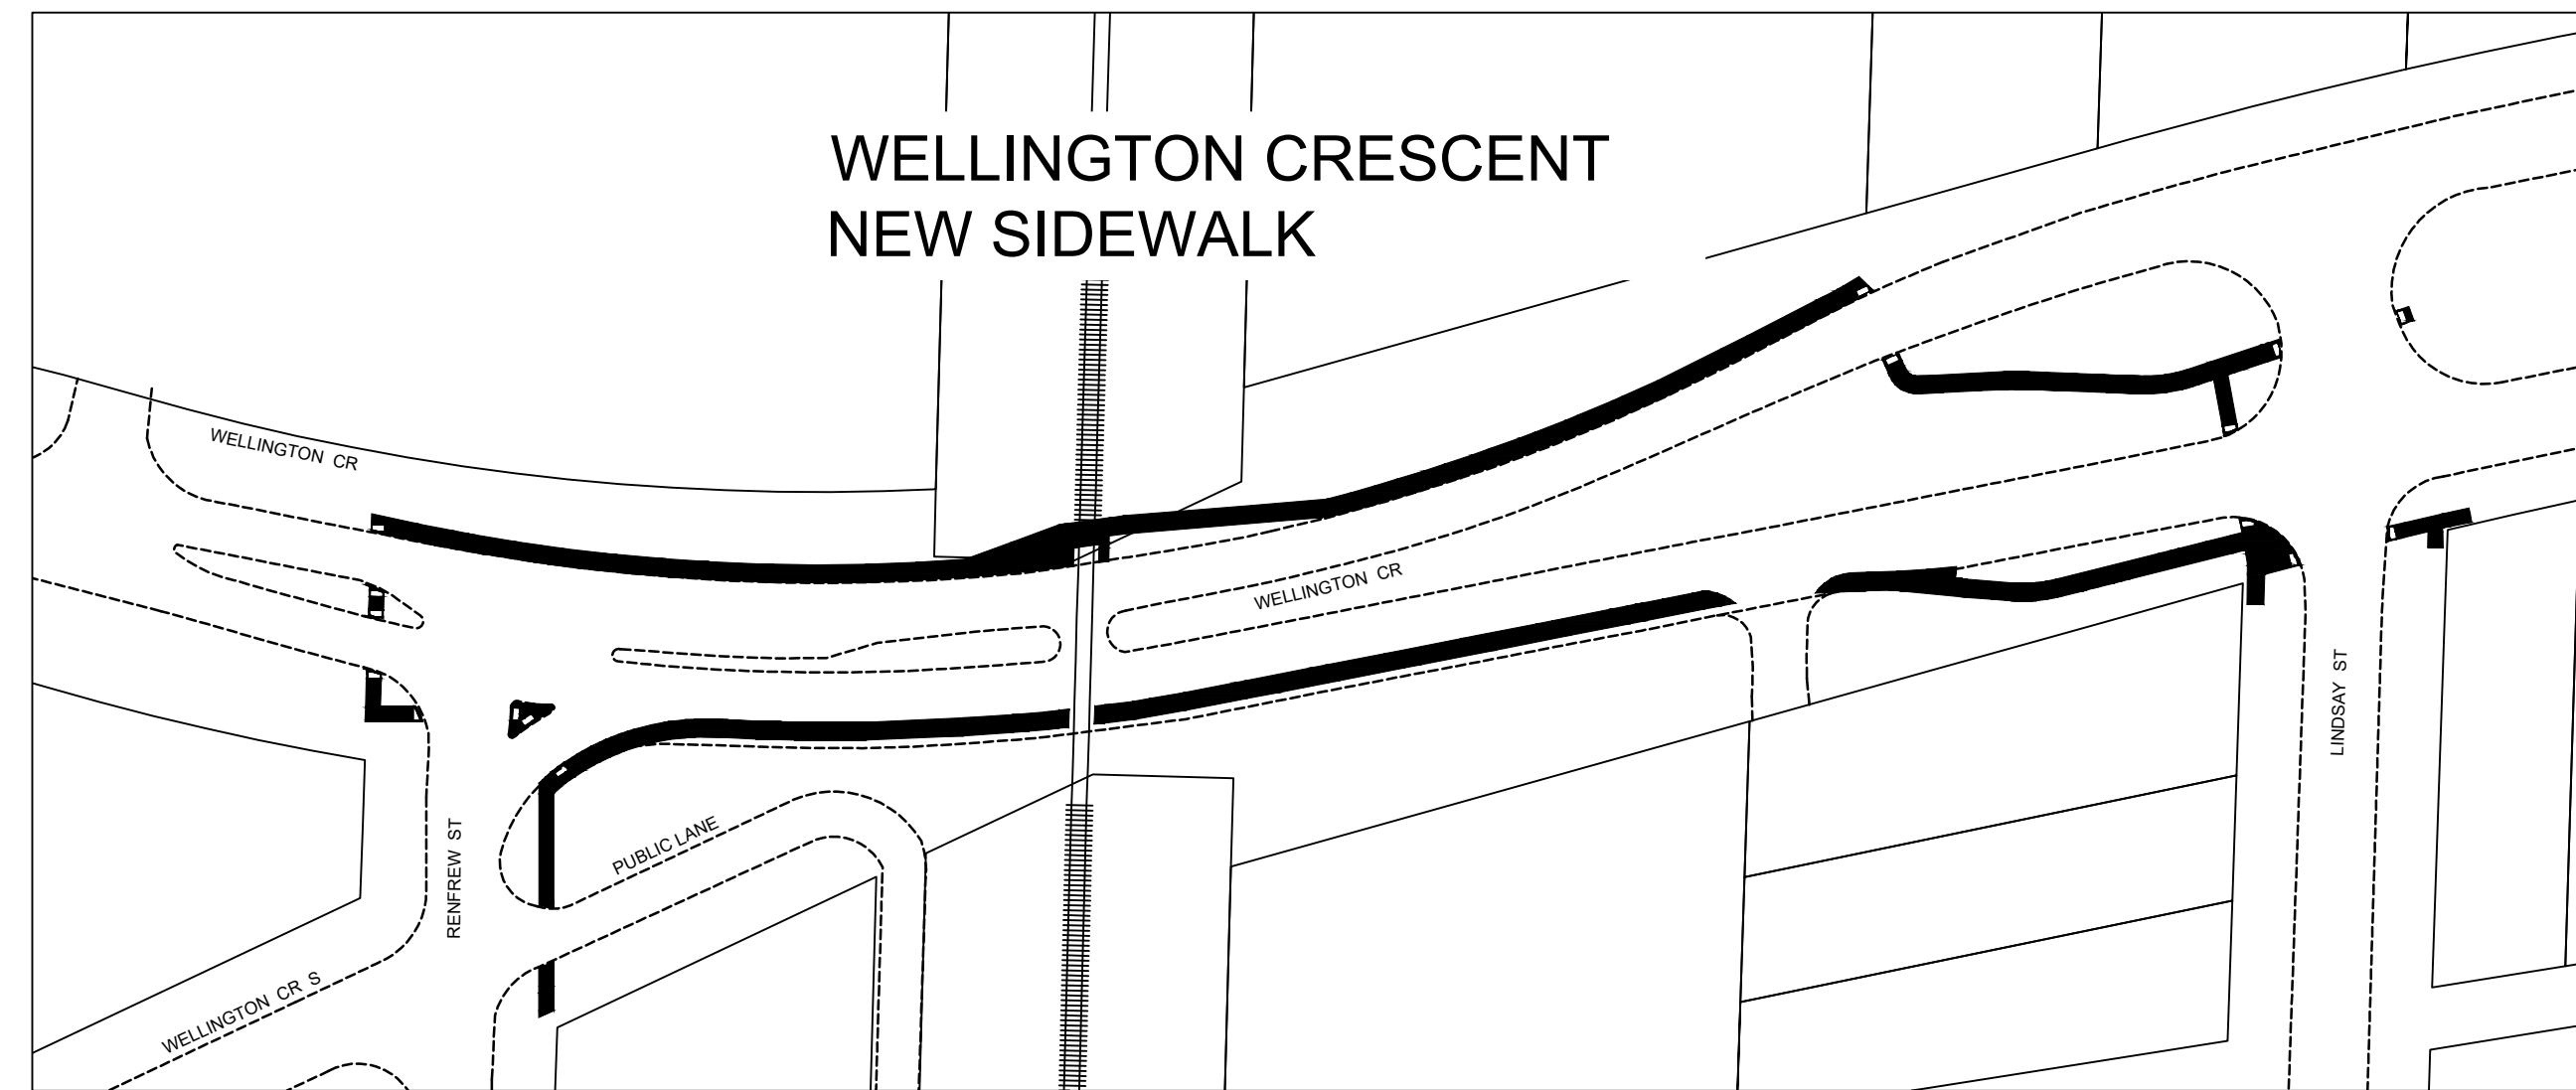 WELLINGTON CRESCENT
NEW SIDEWALK
WELLINGTON CR
WELLINGTON CR
LINDSAY ST
PUBLIC LANE
RENFREW ST
WELLINGTON CR S